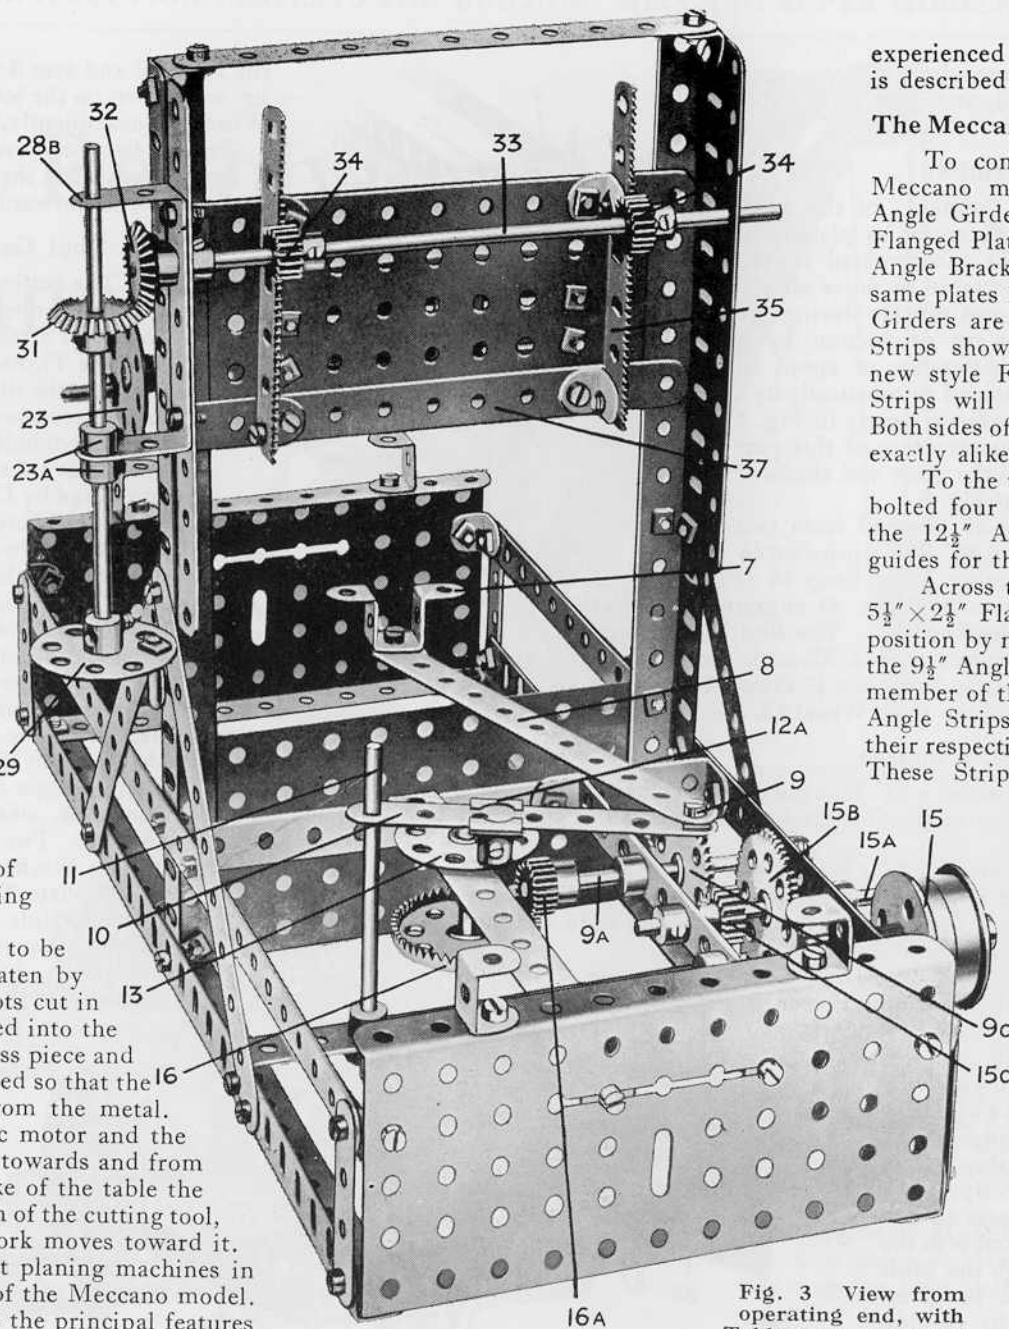 experienced
is described
The Mecca
To con
Meccano m
Angle Girde
Flanged Plat
Angle Brack
same plates
Girders are
Strips show
new style F
Strips will
Both sides of
exactly alike
To the
bolted four
the 12½″ A
guides for th
Across t
5½″×2½″ Fla
position by m
the 9½″ Angl
member of th
Angle Strips
their respecti
These Strip
32
28B
34
33
34
31
35
23
23A
37
7
8
12A
29
9
15B
15A
15
11
10
9A
13
16
16A
of
ing
to be
aten by
ots cut in
ed into the
ss piece and
ed so that the
rom the metal.
c motor and the
towards and from
ke of the table the
n of the cutting tool,
ork moves toward it.
t planing machines in
of the Meccano model.
the principal features
Fig. 3 View from
operating end, with